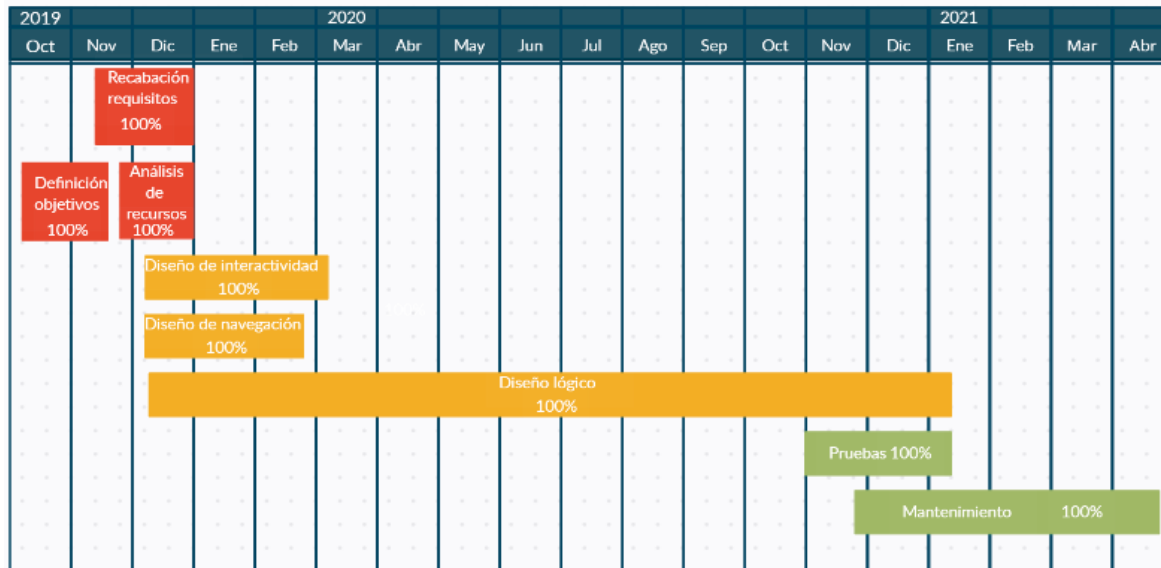 2019 2020 2021
Oct Nov Dic Ene Feb Mar Abr May Jun Jul Ago Sep Oct Nov Dic Ene Feb Mar Abr
Recabación
requisitos
100%
Definición
objetivos
100%
Análisis
de
recursos
100%
Diseño de interactividad
100%
Diseño de navegación
100%
Diseño lógico
100%
Pruebas 100%
Mantenimiento 100%